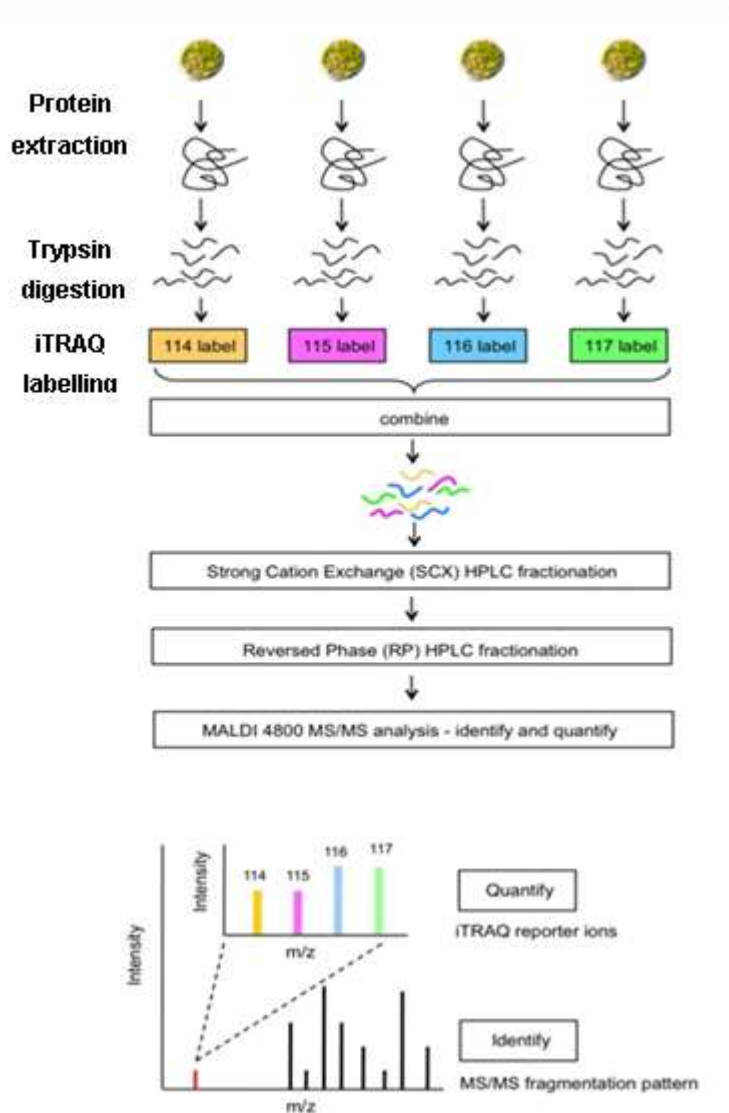 Protein
extraction
Trypsin
digestion
iTRAQ
labelling
114 label
115 label
116 label
117 label
combine
Strong Cation Exchange (SCX) HPLC fractionation
Reversed Phase (RP) HPLC fractionation
MALDI 4800 MS/MS analysis - identify and quantify
Intensity
Intensity
114
115
116
117
m/z
Quantify
iTRAQ reporter ions
Identify
MS/MS fragmentation pattern
m/z